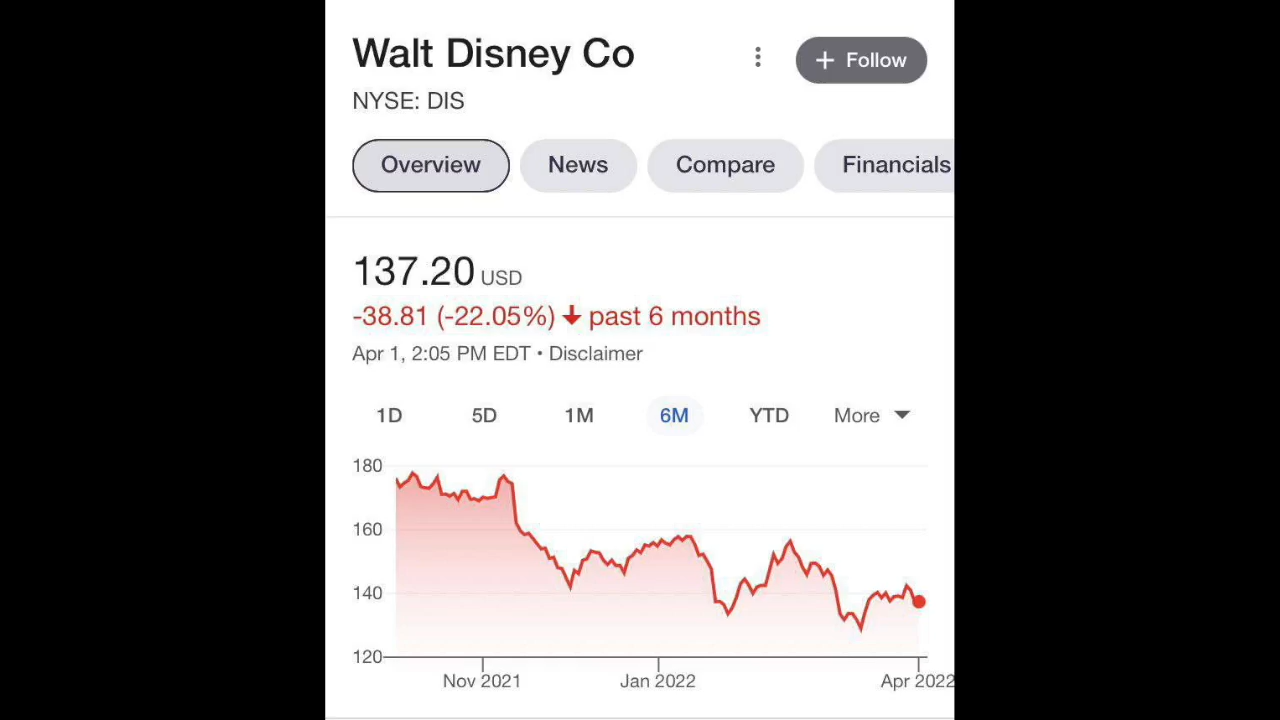 Walt Disney Co
+ Follow
NYSE: DIS
Overview News Compare Financials
137.20 USD
-38.81 (-22.05%) ↓ past 6 months
Apr 1, 2:05 PM EDT • Disclaimer
1D 5D 1M 6M YTD More
180
160
140
120
Nov 2021 Jan 2022 Apr 2022